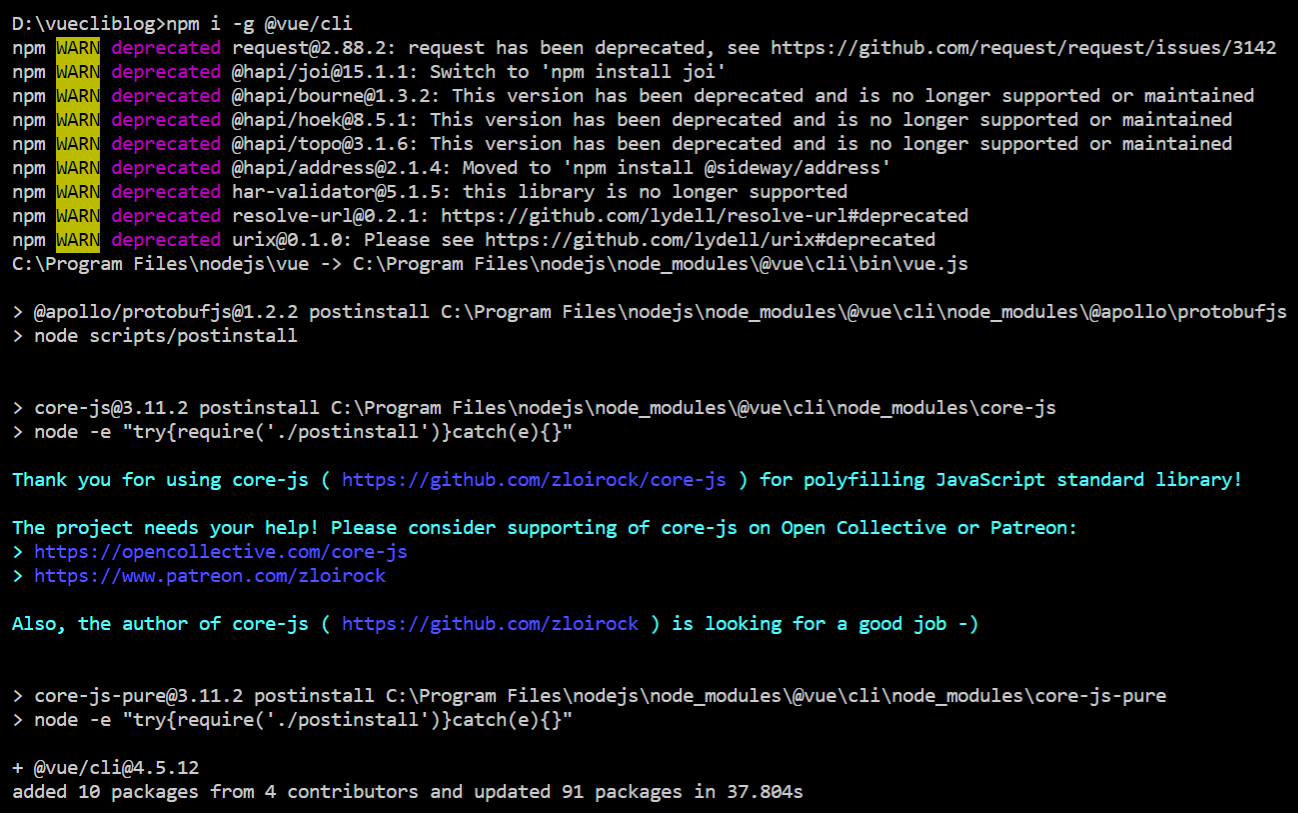 D:\vuecliblog>npm i -g @vue/cli
npm WARN deprecated request@2.88.2: request has been deprecated, see https://github.com/request/request/issues/3142
npm WARN deprecated @hapi/joi@15.1.1: Switch to 'npm install joi'
npm WARN deprecated @hapi/bourne@1.3.2: This version has been deprecated and is no longer supported or maintained
npm WARN deprecated @hapi/hoek@8.5.1: This version has been deprecated and is no longer supported or maintained
npm WARN deprecated @hapi/topo@3.1.6: This version has been deprecated and is no longer supported or maintained
npm WARN deprecated @hapi/address@2.1.4: Moved to 'npm install @sideway/address'
npm WARN deprecated har-validator@5.1.5: this library is no longer supported
npm WARN deprecated resolve-url@0.2.1: https://github.com/lydell/resolve-url#deprecated
npm WARN deprecated urix@0.1.0: Please see https://github.com/lydell/urix#deprecated
C:\Program Files\nodejs\vue -> C:\Program Files\nodejs\node_modules\@vue\cli\bin\vue.js
> @apollo/protobufjs@1.2.2 postinstall C:\Program Files\nodejs\node_modules\@vue\cli\node_modules\@apollo\protobufjs
> node scripts/postinstall
> core-js@3.11.2 postinstall C:\Program Files\nodejs\node_modules\@vue\cli\node_modules\core-js
> node -e "try{require('./postinstall')}catch(e){}"
Thank you for using core-js ( https://github.com/zloirock/core-js ) for polyfilling JavaScript standard library!
The project needs your help! Please consider supporting of core-js on Open Collective or Patreon:
> https://opencollective.com/core-js
> https://www.patreon.com/zloirock
Also, the author of core-js ( https://github.com/zloirock ) is looking for a good job -)
> core-js-pure@3.11.2 postinstall C:\Program Files\nodejs\node_modules\@vue\cli\node_modules\core-js-pure
> node -e "try{require('./postinstall')}catch(e){}"
+ @vue/cli@4.5.12
added 10 packages from 4 contributors and updated 91 packages in 37.804s